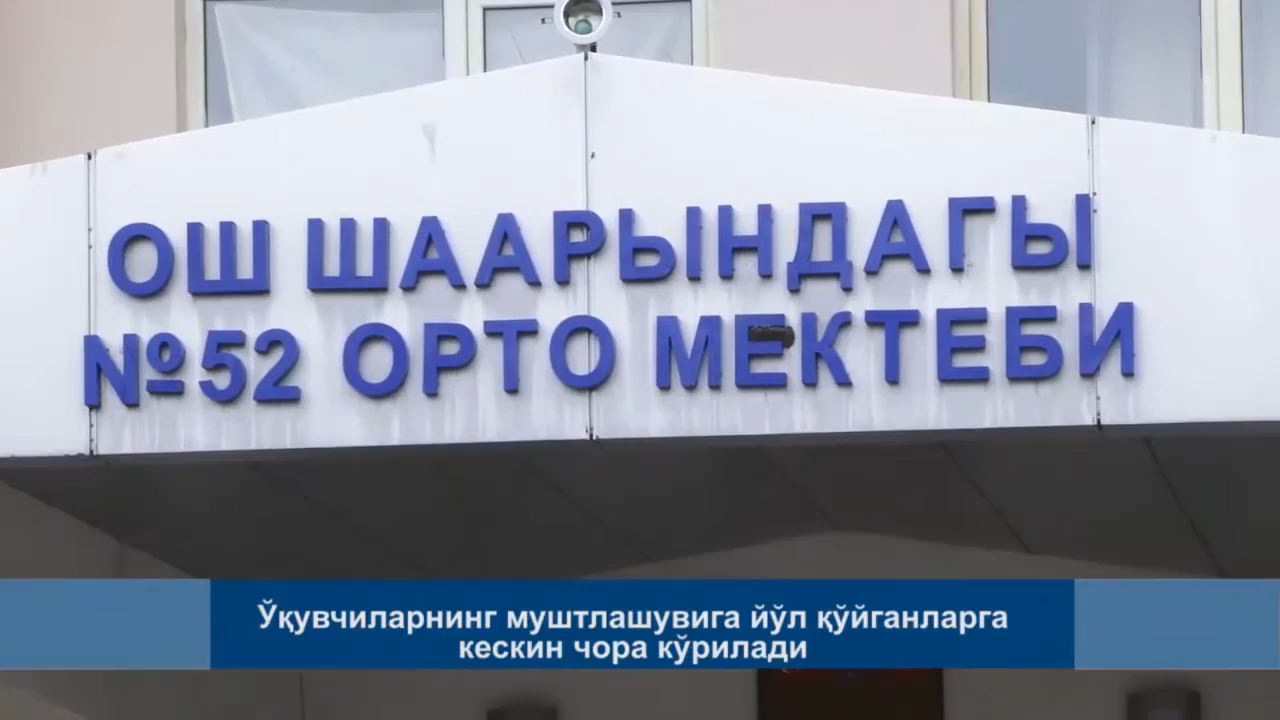 ОШ ШААРЫНДАГЫ
№52 ОРТО МЕКТЕБИ
Ўқувчиларнинг муштлашувига йўл қўйганларга
кескин чора кўрилади